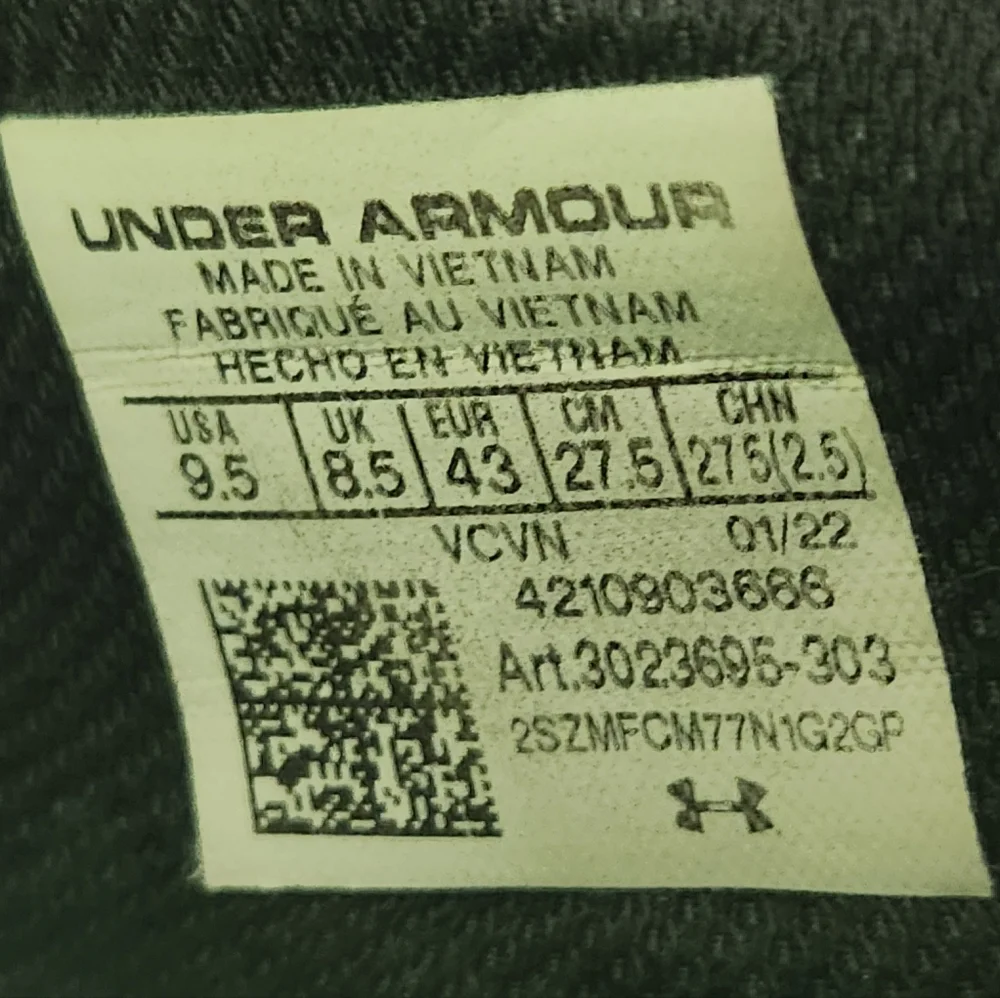 UNDER ARMOUR
MADE IN VIETNAM
FABRIQUÉ AU VIETNAM
HECHO EN VIETNAM
USA UK EUR CM CHN
9.5 8.5 43 27.5 275(2.5)
VCVN 01/22
4210903666
Art.3023695-303
2SZMFCM77N1G2GP